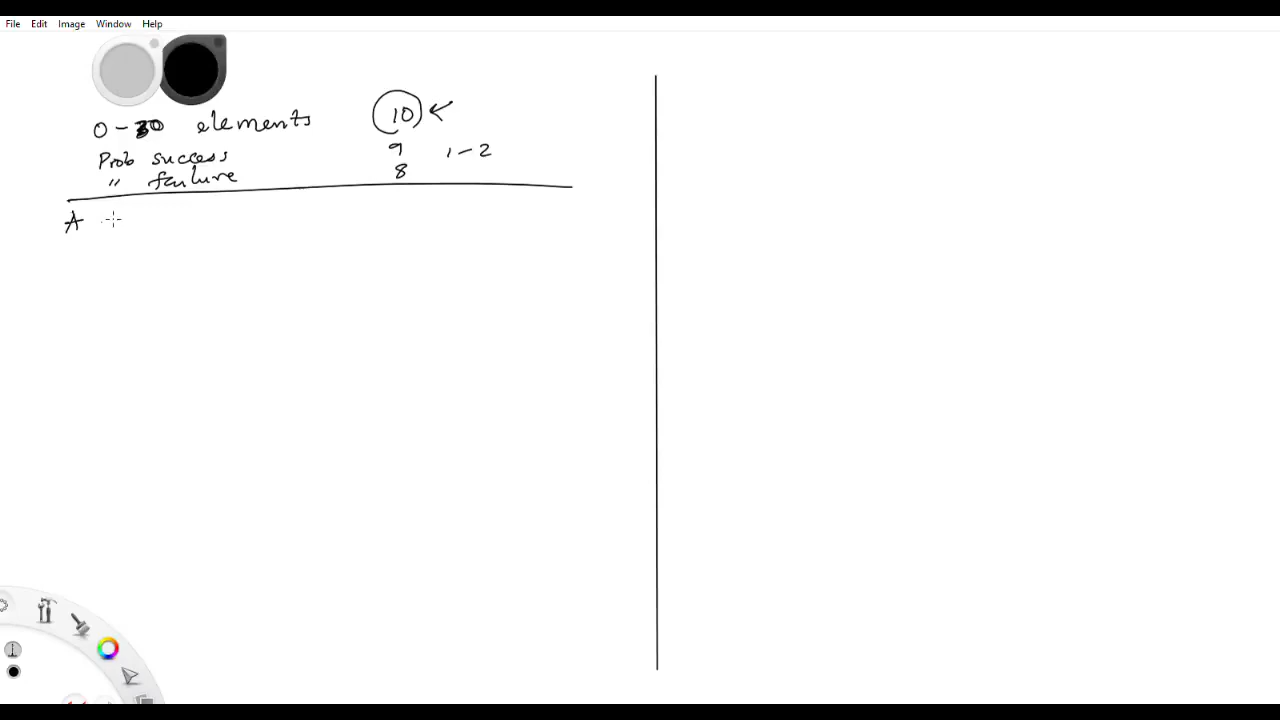 File Edit Image Window Help
0-30 elements
Prob success
" failure
10 ←
9 1-2
8
A